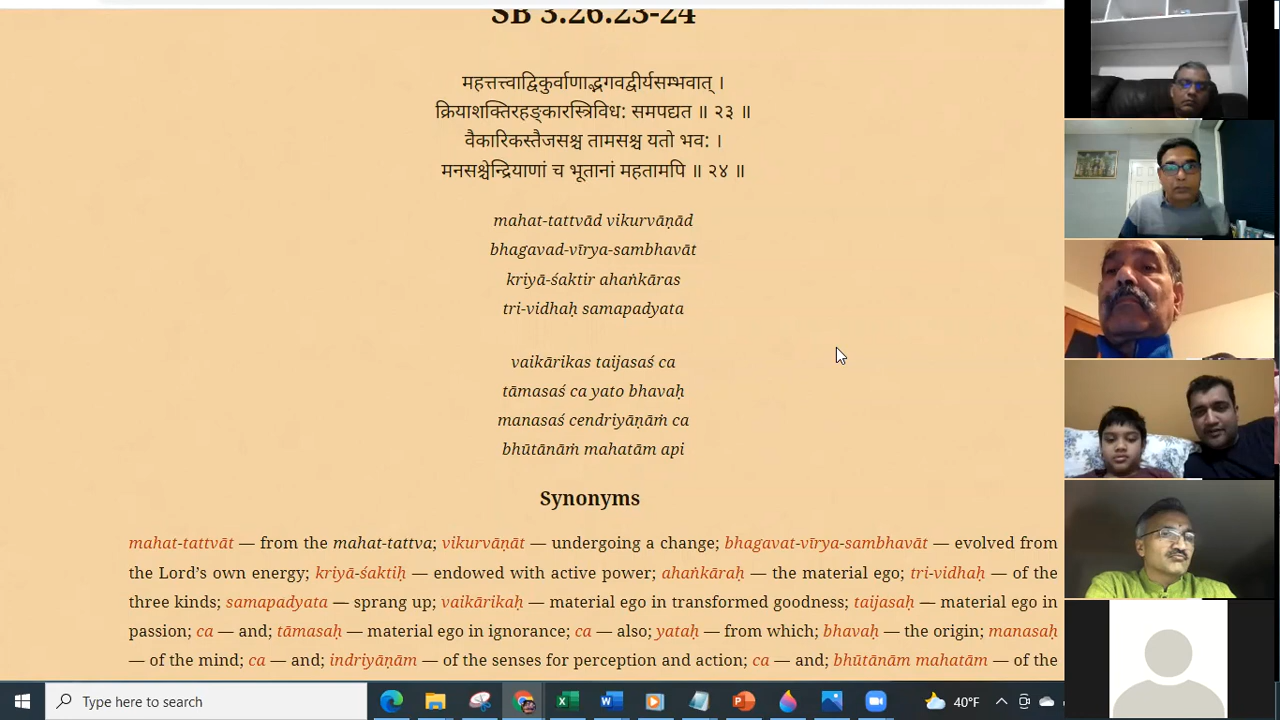 SB 3.26.23-24
महत्तत्त्वाद्विकुर्वाणाद्भगवद्वीर्यसम्भवात् ।
क्रियाशक्तिरहङ्कारस्त्रिविध: समपद्यत ॥ २३ ॥
वैकारिकस्तैजसश्च तामसश्च यतो भव: ।
मनसश्चेन्द्रियाणां च भूतानां महतामपि ॥ २४ ॥
mahat-tattvād vikurvāṇād
bhagavad-vīrya-sambhavāt
kriyā-śaktir ahaṅkāras
tri-vidhaḥ samapadyata
vaikārikas taijasaś ca
tāmasaś ca yato bhavaḥ
manasaś cendriyāṇāṁ ca
bhūtānāṁ mahatām api
Synonyms
mahat-tattvāt — from the mahat-tattva; vikurvāṇāt — undergoing a change; bhagavat-vīrya-sambhavāt — evolved from
the Lord’s own energy; kriyā-śaktiḥ — endowed with active power; ahaṅkāraḥ — the material ego; tri-vidhaḥ — of the
three kinds; samapadyata — sprang up; vaikārikaḥ — material ego in transformed goodness; taijasaḥ — material ego in
passion; ca — and; tāmasaḥ — material ego in ignorance; ca — also; yataḥ — from which; bhavaḥ — the origin; manasaḥ
— of the mind; ca — and; indriyāṇām — of the senses for perception and action; ca — and; bhūtānām mahatām — of the
Type here to search
40°F